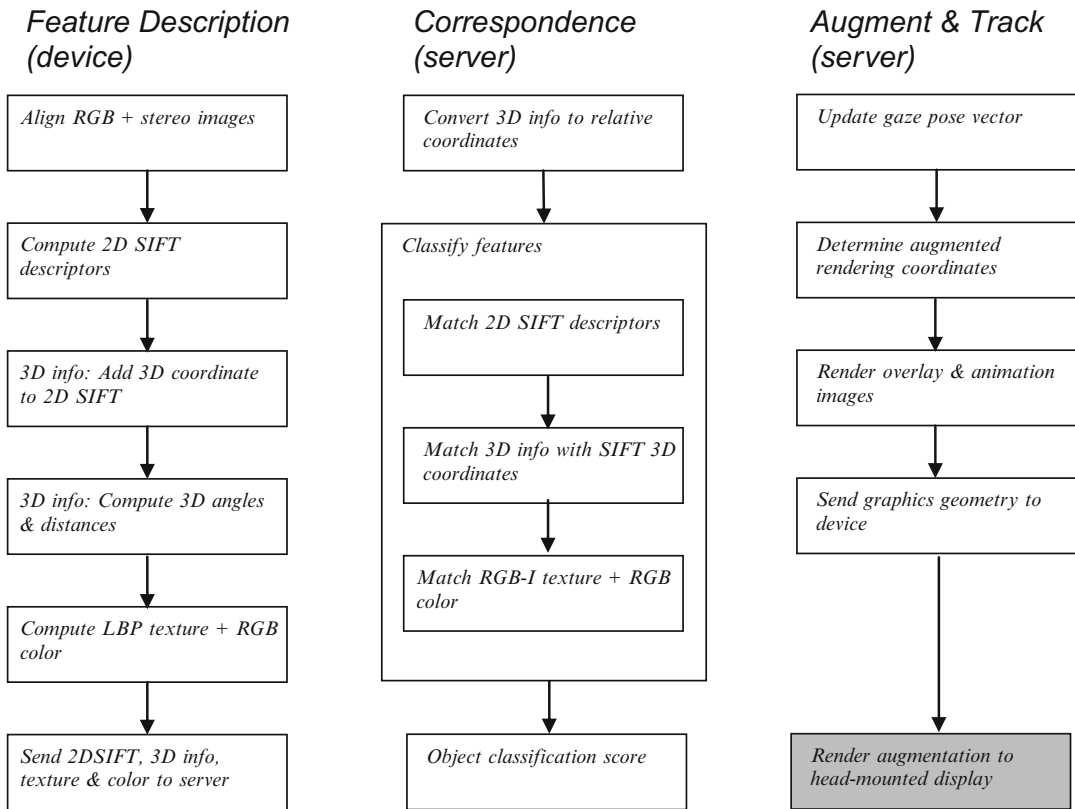 Feature Description
(device)
Align RGB + stereo images
Compute 2D SIFT
descriptors
3D info: Add 3D coordinate
to 2D SIFT
3D info: Compute 3D angles
& distances
Compute LBP texture + RGB
color
Send 2DSIFT, 3D info,
texture & color to server
Correspondence
(server)
Convert 3D info to relative
coordinates
Classify features
Match 2D SIFT descriptors
Match 3D info with SIFT 3D
coordinates
Match RGB-I texture + RGB
color
Object classification score
Augment & Track
(server)
Update gaze pose vector
Determine augmented
rendering coordinates
Render overlay & animation
images
Send graphics geometry to
device
Render augmentation to
head-mounted display